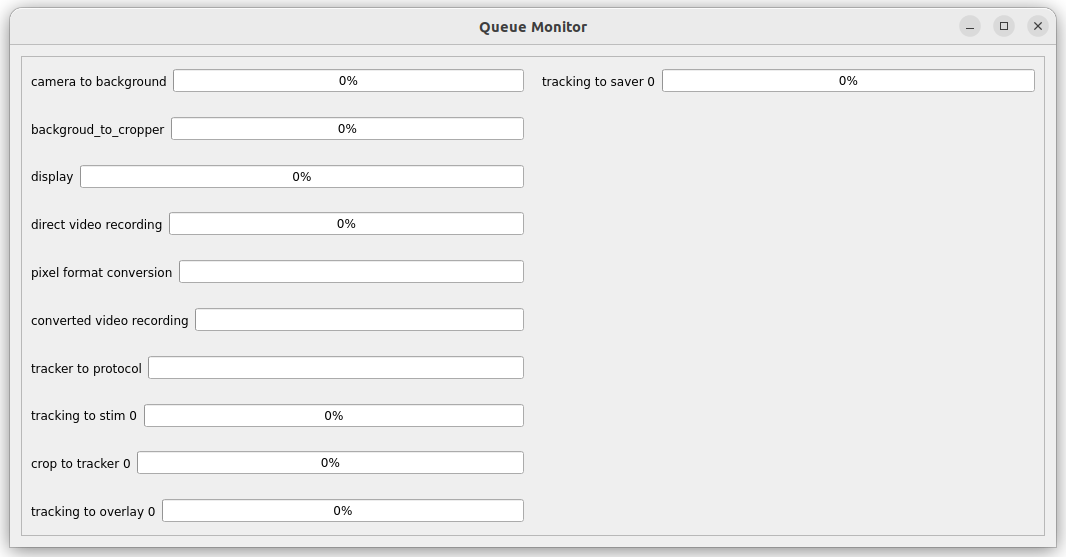 Queue Monitor
camera to background 0%
backgroud_to_cropper 0%
display 0%
direct video recording 0%
pixel format conversion
converted video recording
tracker to protocol
tracking to stim 0 0%
crop to tracker 0 0%
tracking to overlay 0 0%
tracking to saver 0 0%